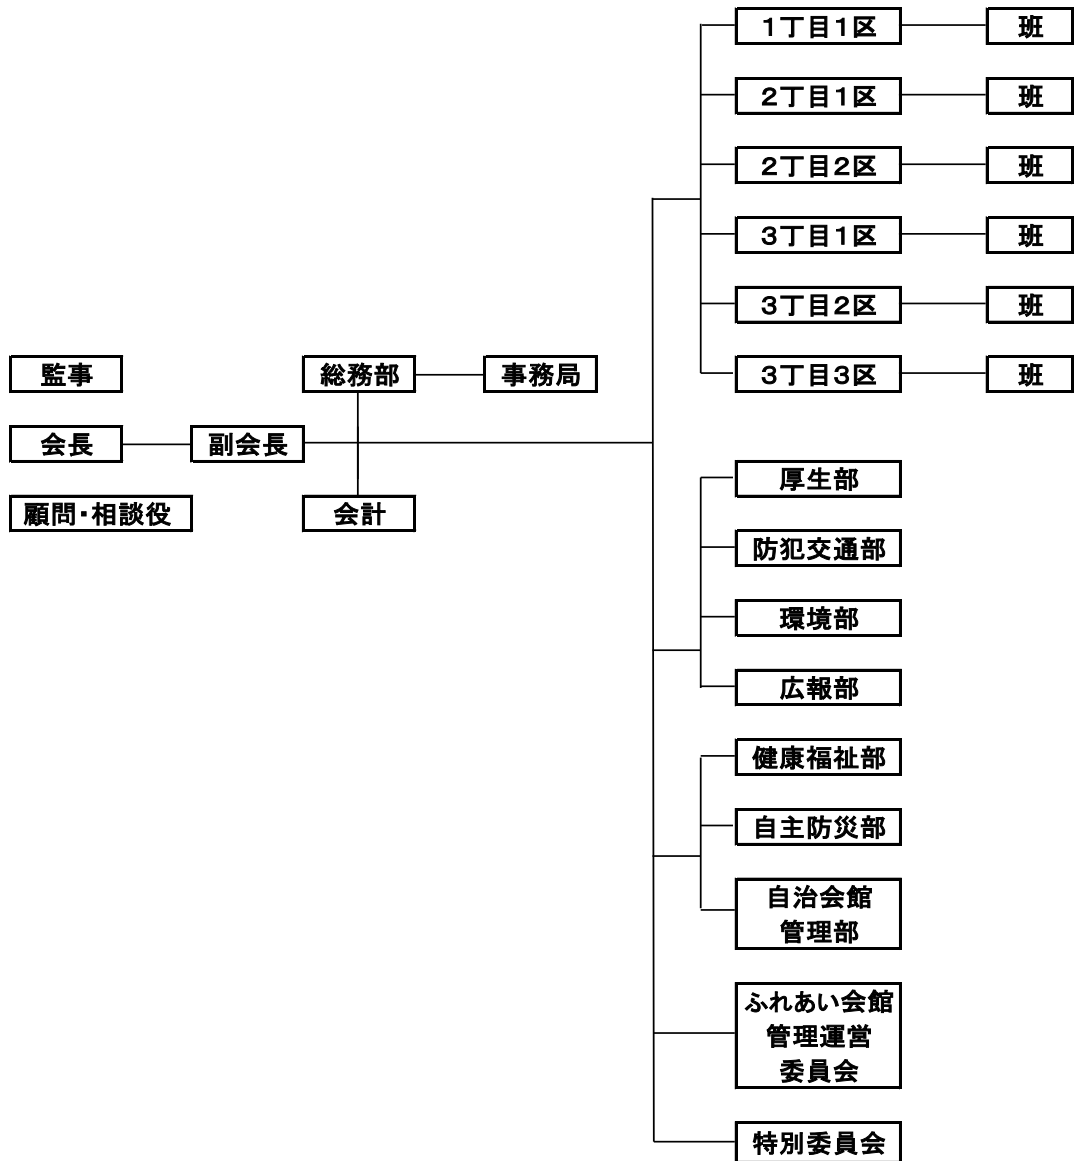 1丁目1区
班
2丁目1区
班
2丁目2区
班
3丁目1区
班
3丁目2区
班
3丁目3区
班
監事
総務部
事務局
会長
副会長
顧問・相談役
会計
厚生部
防犯交通部
環境部
広報部
健康福祉部
自主防災部
自治会館
管理部
ふれあい会館
管理運営
委員会
特別委員会